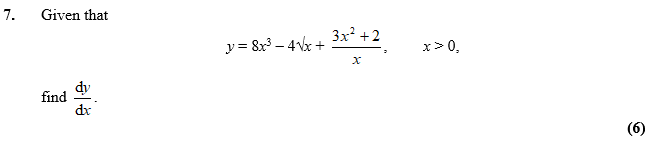 7. Given that
y = 8x³ – 4√x + (3x² + 2)/x, x > 0,
find dy/dx.
(6)